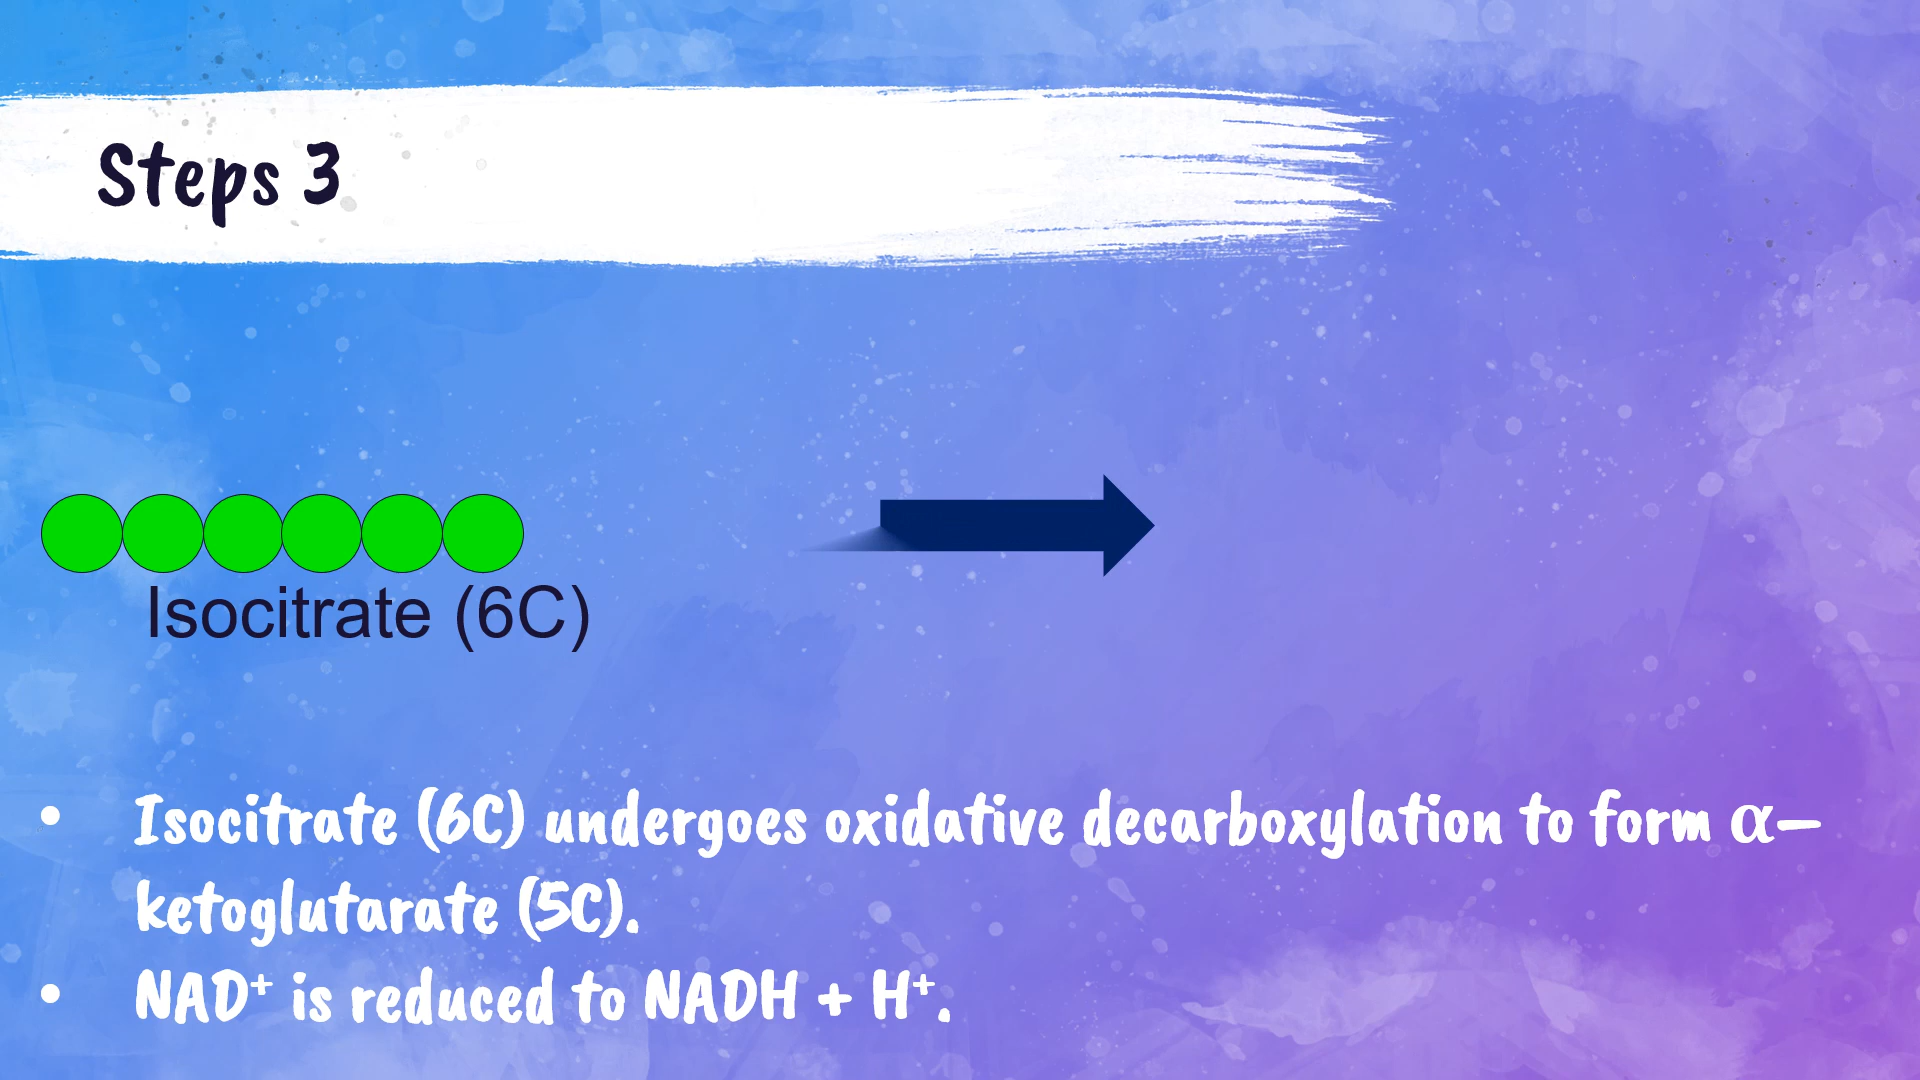 Steps 3
Isocitrate (6C)
• Isocitrate (6C) undergoes oxidative decarboxylation to form α–
ketoglutarate (5C).
• NAD⁺ is reduced to NADH + H⁺.